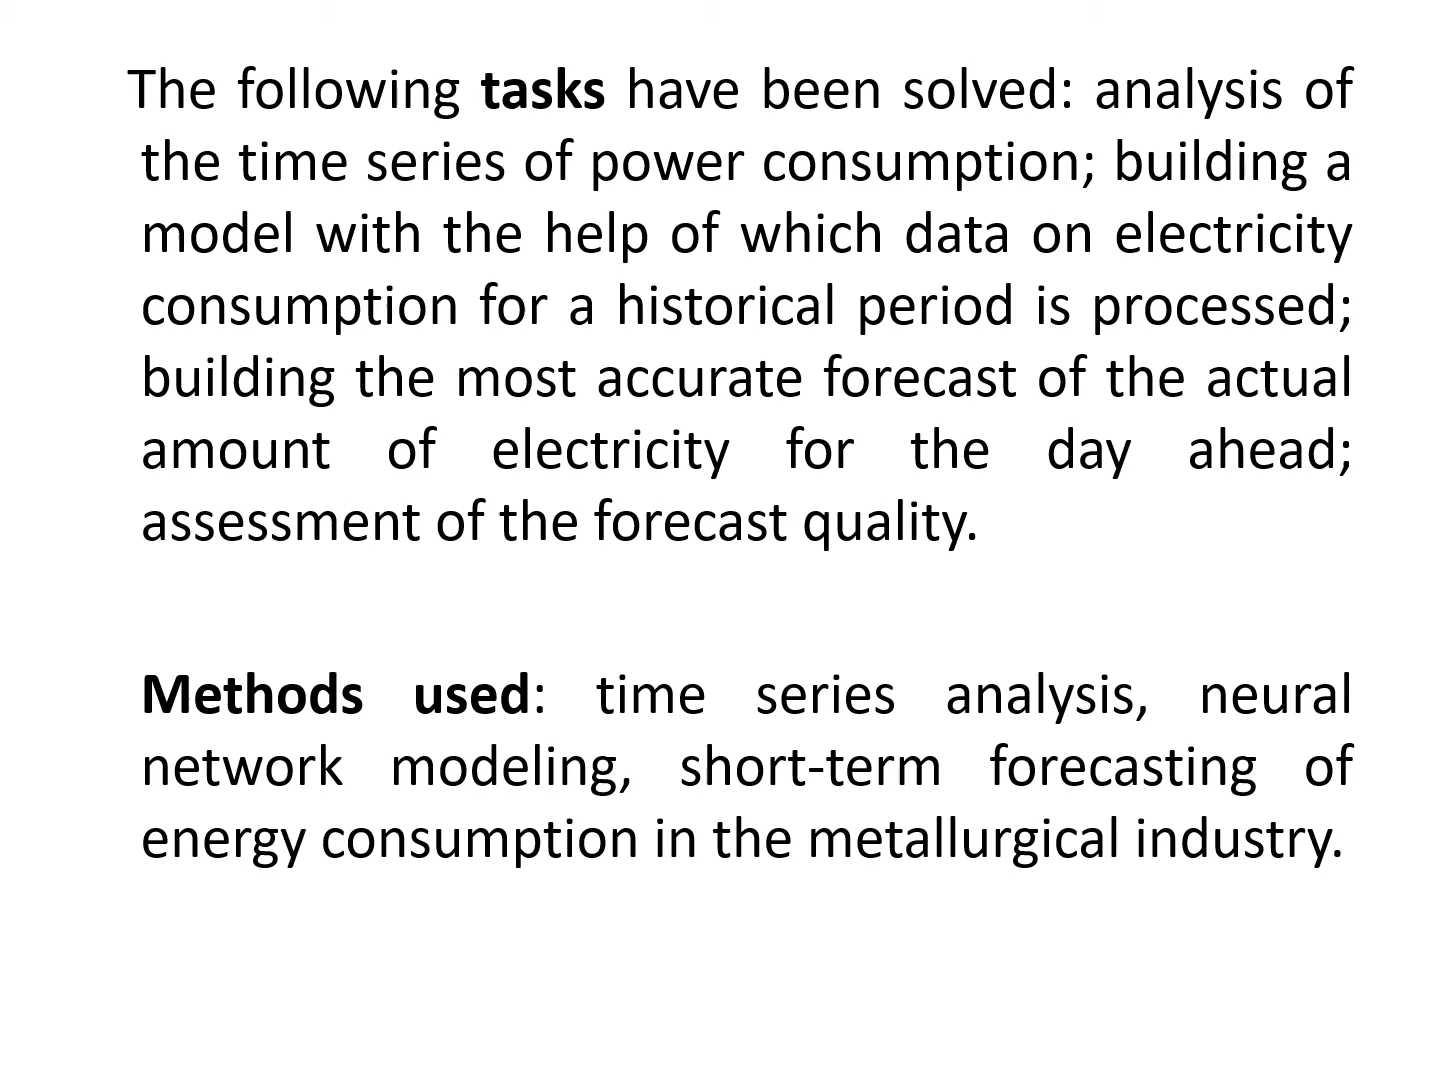 The following tasks have been solved: analysis of
the time series of power consumption; building a
model with the help of which data on electricity
consumption for a historical period is processed;
building the most accurate forecast of the actual
amount of electricity for the day ahead;
assessment of the forecast quality.
Methods used: time series analysis, neural
network modeling, short-term forecasting of
energy consumption in the metallurgical industry.